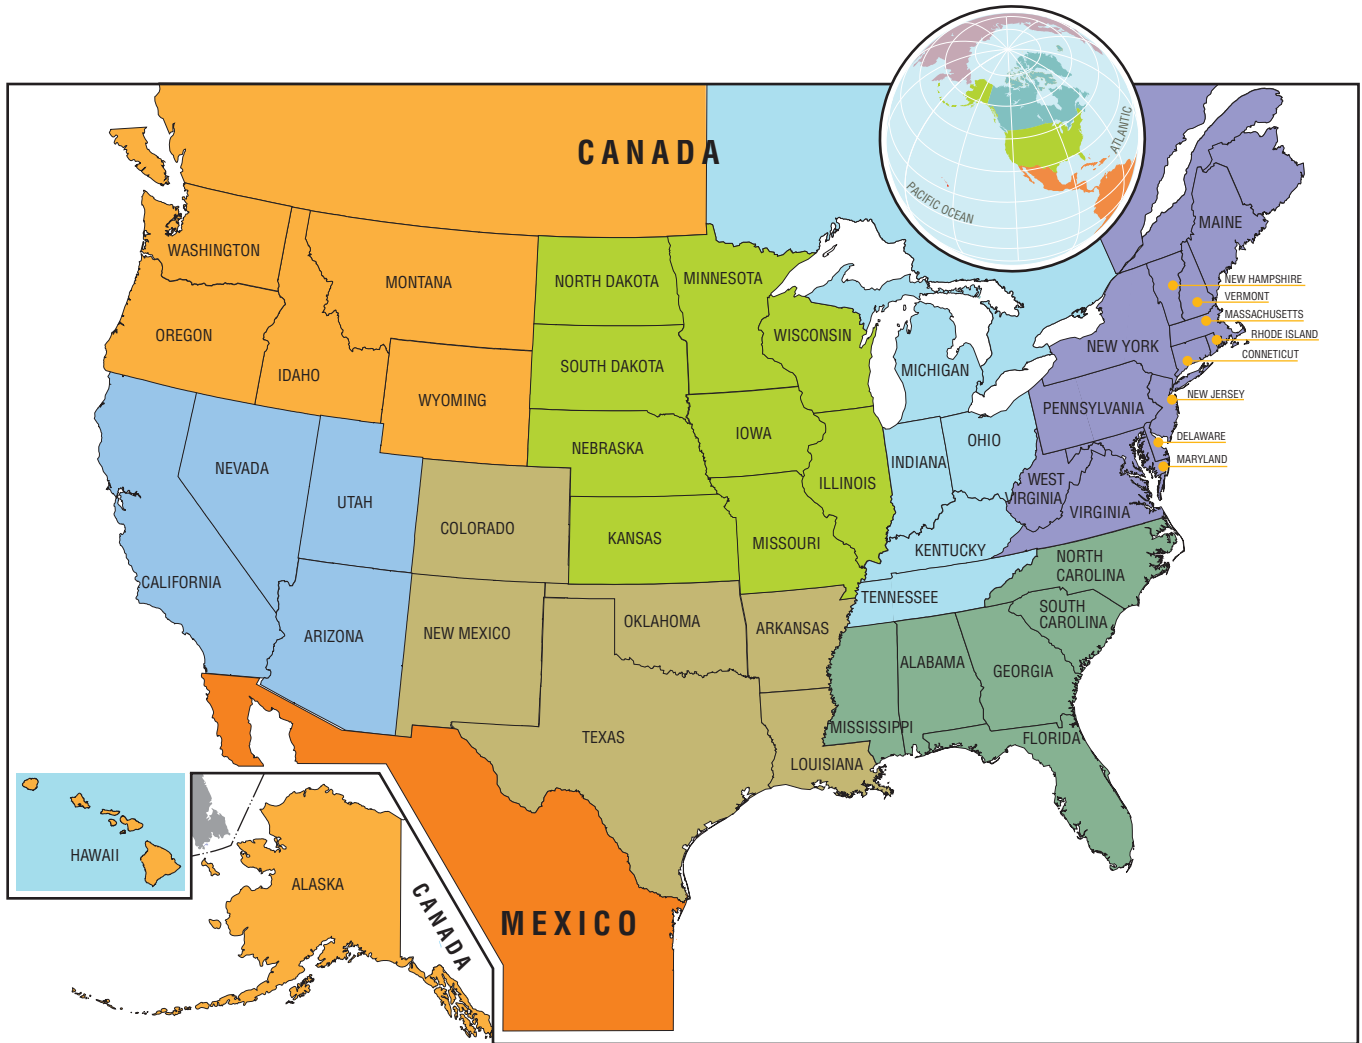 ATLANTIC
PACIFIC OCEAN
CANADA
WASHINGTON
MONTANA
NORTH DAKOTA
MINNESOTA
MAINE
NEW HAMPSHIRE
VERMONT
MASSACHUSETTS
RHODE ISLAND
CONNETICUT
OREGON
IDAHO
WYOMING
SOUTH DAKOTA
WISCONSIN
MICHIGAN
NEW YORK
PENNSYLVANIA
NEW JERSEY
DELAWARE
MARYLAND
NEVADA
UTAH
COLORADO
NEBRASKA
IOWA
ILLINOIS
INDIANA
OHIO
WEST
VIRGINIA
VIRGINIA
CALIFORNIA
ARIZONA
NEW MEXICO
KANSAS
MISSOURI
KENTUCKY
TENNESSEE
NORTH
CAROLINA
SOUTH
CAROLINA
OKLAHOMA
ARKANSAS
ALABAMA
GEORGIA
TEXAS
LOUISIANA
MISSISSIPPI
FLORIDA
HAWAII
ALASKA
CANADA
MEXICO